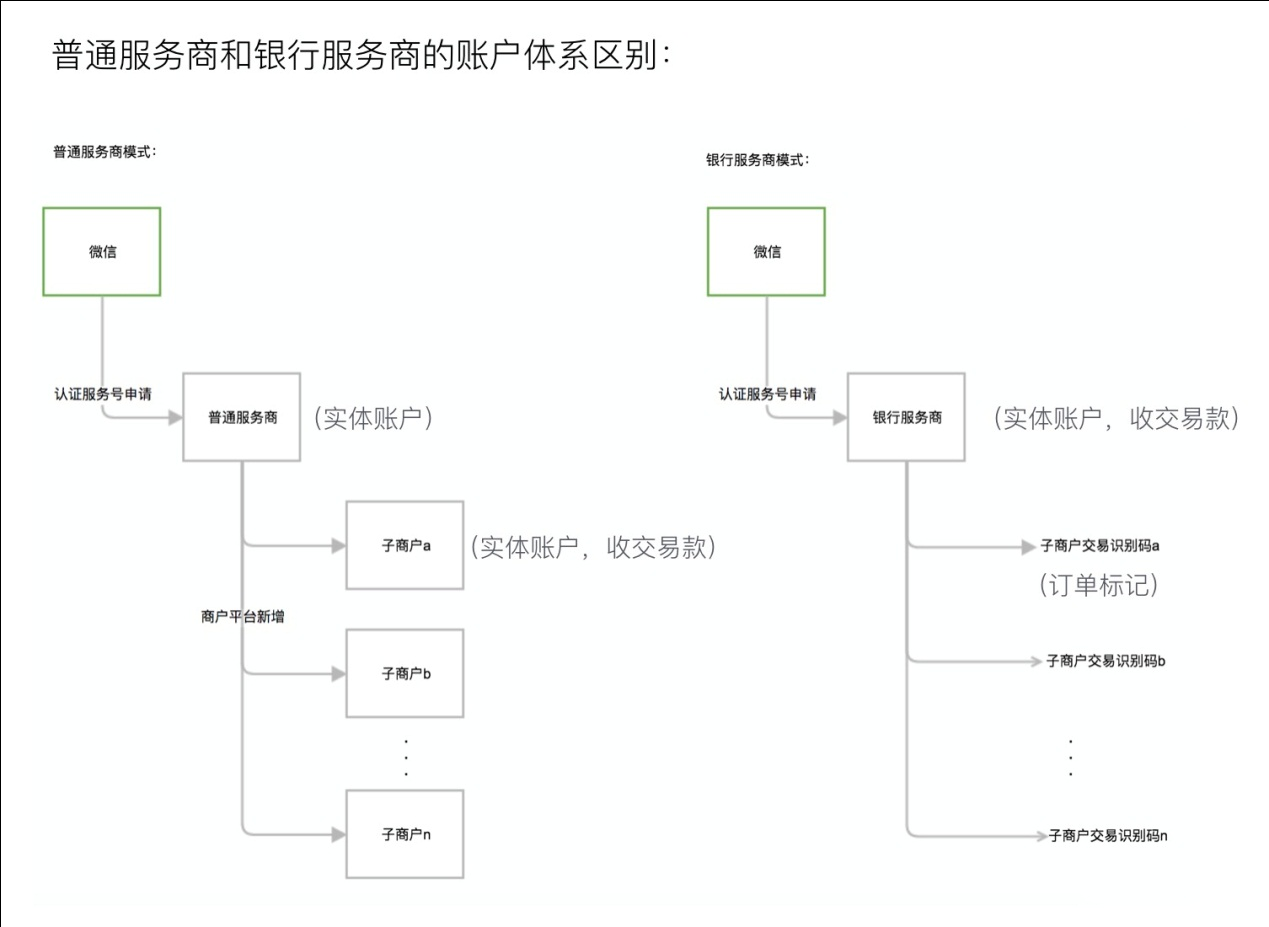 普通服务商和银行服务商的账户体系区别：
普通服务商模式：
微信
认证服务号申请
普通服务商
（实体账户）
子商户a
（实体账户，收交易款）
商户平台新增
子商户b
子商户n
银行服务商模式：
微信
认证服务号申请
银行服务商
（实体账户，收交易款）
子商户交易识别码a
（订单标记）
子商户交易识别码b
子商户交易识别码n